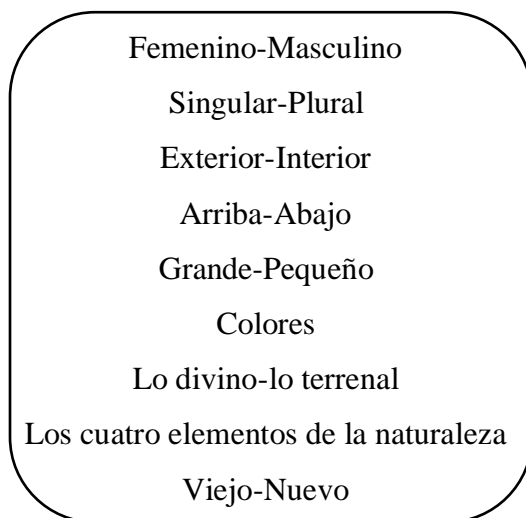 Femenino-Masculino
Singular-Plural
Exterior-Interior
Arriba-Abajo
Grande-Pequeño
Colores
Lo divino-lo terrenal
Los cuatro elementos de la naturaleza
Viejo-Nuevo